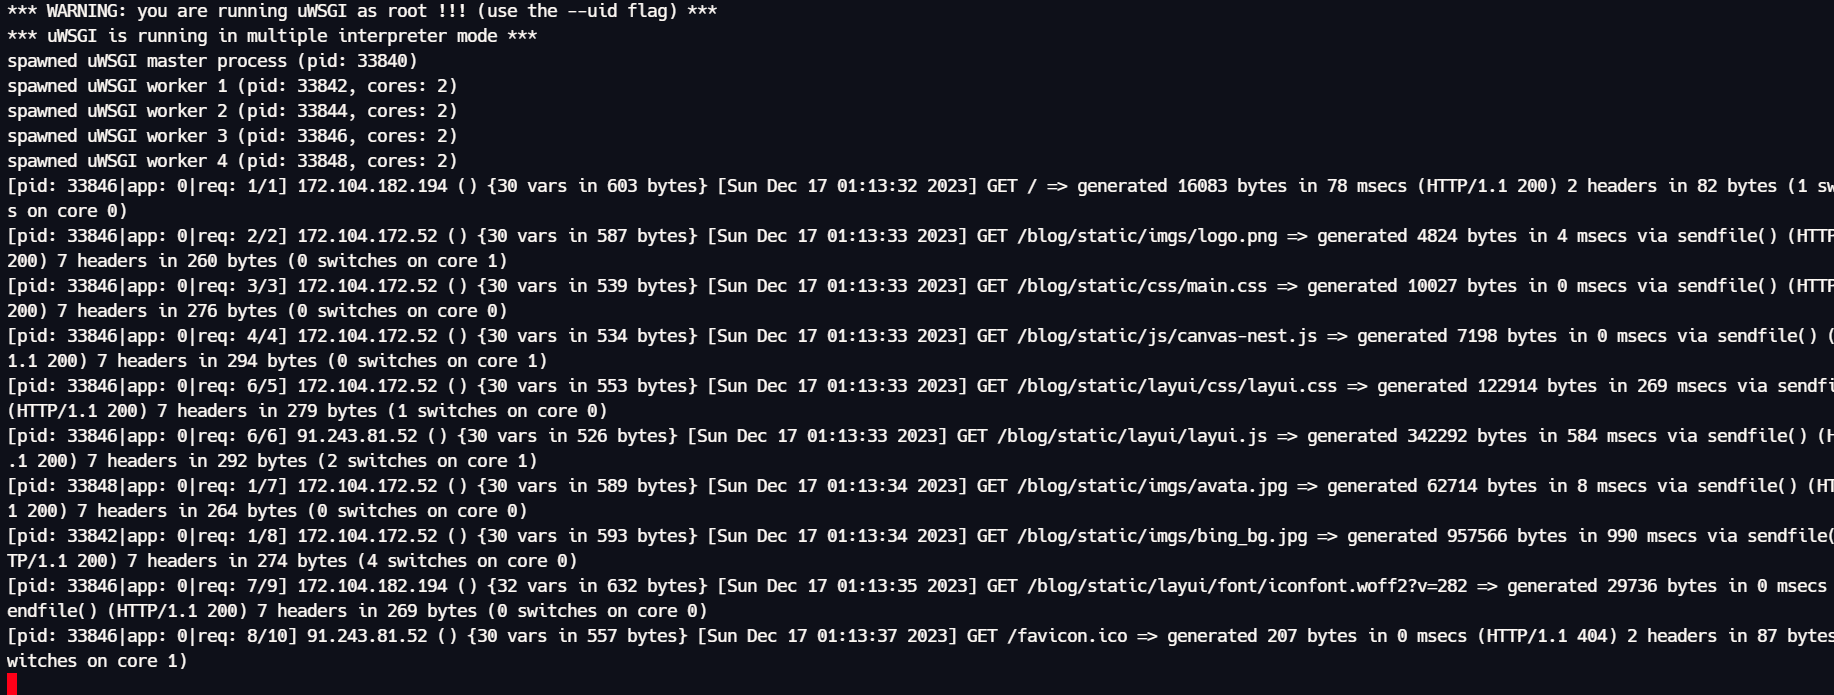 *** WARNING: you are running uWSGI as root !!! (use the --uid flag) ***
*** uWSGI is running in multiple interpreter mode ***
spawned uWSGI master process (pid: 33840)
spawned uWSGI worker 1 (pid: 33842, cores: 2)
spawned uWSGI worker 2 (pid: 33844, cores: 2)
spawned uWSGI worker 3 (pid: 33846, cores: 2)
spawned uWSGI worker 4 (pid: 33848, cores: 2)
[pid: 33846|app: 0|req: 1/1] 172.104.182.194 () {30 vars in 603 bytes} [Sun Dec 17 01:13:32 2023] GET / => generated 16083 bytes in 78 msecs (HTTP/1.1 200) 2 headers in 82 bytes (1 sw
s on core 0)
[pid: 33846|app: 0|req: 2/2] 172.104.172.52 () {30 vars in 587 bytes} [Sun Dec 17 01:13:33 2023] GET /blog/static/imgs/logo.png => generated 4824 bytes in 4 msecs via sendfile() (HTTP
200) 7 headers in 260 bytes (0 switches on core 1)
[pid: 33846|app: 0|req: 3/3] 172.104.172.52 () {30 vars in 539 bytes} [Sun Dec 17 01:13:33 2023] GET /blog/static/css/main.css => generated 10027 bytes in 0 msecs via sendfile() (HTTP
200) 7 headers in 276 bytes (0 switches on core 0)
[pid: 33846|app: 0|req: 4/4] 172.104.172.52 () {30 vars in 534 bytes} [Sun Dec 17 01:13:33 2023] GET /blog/static/js/canvas-nest.js => generated 7198 bytes in 0 msecs via sendfile() (
1.1 200) 7 headers in 294 bytes (0 switches on core 1)
[pid: 33846|app: 0|req: 6/5] 172.104.172.52 () {30 vars in 553 bytes} [Sun Dec 17 01:13:33 2023] GET /blog/static/layui/css/layui.css => generated 122914 bytes in 269 msecs via sendfi
(HTTP/1.1 200) 7 headers in 279 bytes (1 switches on core 0)
[pid: 33846|app: 0|req: 6/6] 91.243.81.52 () {30 vars in 526 bytes} [Sun Dec 17 01:13:33 2023] GET /blog/static/layui/layui.js => generated 342292 bytes in 584 msecs via sendfile() (H
.1 200) 7 headers in 292 bytes (2 switches on core 1)
[pid: 33848|app: 0|req: 1/7] 172.104.172.52 () {30 vars in 589 bytes} [Sun Dec 17 01:13:34 2023] GET /blog/static/imgs/avata.jpg => generated 62714 bytes in 8 msecs via sendfile() (HT
1 200) 7 headers in 264 bytes (0 switches on core 0)
[pid: 33842|app: 0|req: 1/8] 172.104.172.52 () {30 vars in 593 bytes} [Sun Dec 17 01:13:34 2023] GET /blog/static/imgs/bing_bg.jpg => generated 957566 bytes in 990 msecs via sendfile(
TP/1.1 200) 7 headers in 274 bytes (4 switches on core 0)
[pid: 33846|app: 0|req: 7/9] 172.104.182.194 () {32 vars in 632 bytes} [Sun Dec 17 01:13:35 2023] GET /blog/static/layui/font/iconfont.woff2?v=282 => generated 29736 bytes in 0 msecs
endfile() (HTTP/1.1 200) 7 headers in 269 bytes (0 switches on core 0)
[pid: 33846|app: 0|req: 8/10] 91.243.81.52 () {30 vars in 557 bytes} [Sun Dec 17 01:13:37 2023] GET /favicon.ico => generated 207 bytes in 0 msecs (HTTP/1.1 404) 2 headers in 87 bytes
witches on core 1)